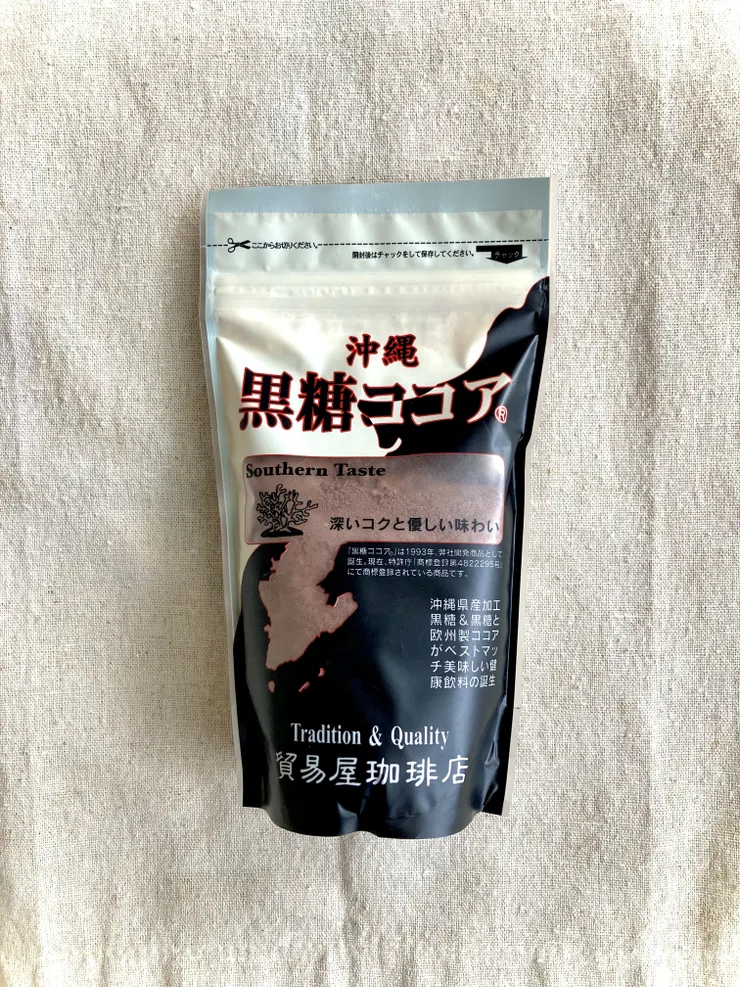 ここからお切りください。
開封後はチャックをして保存してください。
チャック
沖縄
黒糖ココア®
Southern Taste
深いコクと優しい味わい
「黒糖ココア®」は1993年、弊社開発商品として
誕生。現在、特許庁「商標登録第4822295号」
にて商標登録されている商品です。
沖縄県産加工
黒糖&黒糖と
欧州製ココア
がベストマッ
チ美味しい健
康飲料の誕生
Tradition & Quality
貿易屋珈琲店